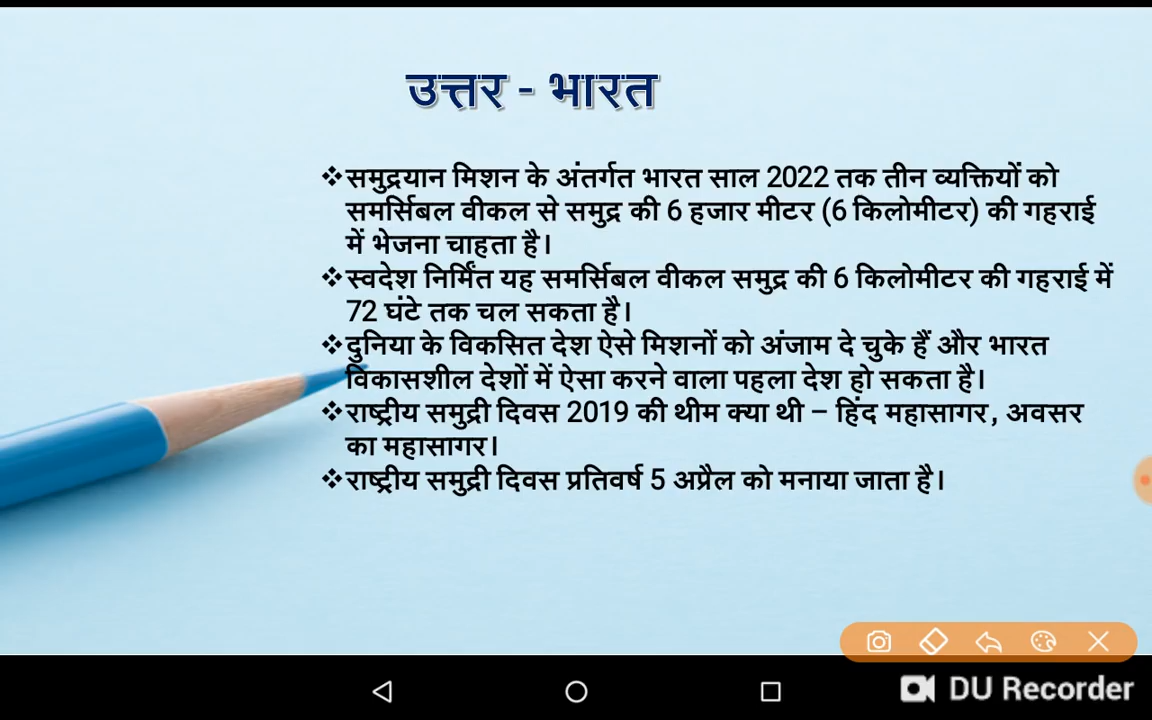 उत्तर - भारत
❖समुद्रयान मिशन के अंतर्गत भारत साल 2022 तक तीन व्यक्तियों को
समर्सिबल वीकल से समुद्र की 6 हजार मीटर (6 किलोमीटर) की गहराई
में भेजना चाहता है।
❖स्वदेश निर्मित यह समर्सिबल वीकल समुद्र की 6 किलोमीटर की गहराई में
72 घंटे तक चल सकता है।
❖दुनिया के विकसित देश ऐसे मिशनों को अंजाम दे चुके हैं और भारत
विकासशील देशों में ऐसा करने वाला पहला देश हो सकता है।
❖राष्ट्रीय समुद्री दिवस 2019 की थीम क्या थी – हिंद महासागर, अवसर
का महासागर।
❖राष्ट्रीय समुद्री दिवस प्रतिवर्ष 5 अप्रैल को मनाया जाता है।
DU Recorder